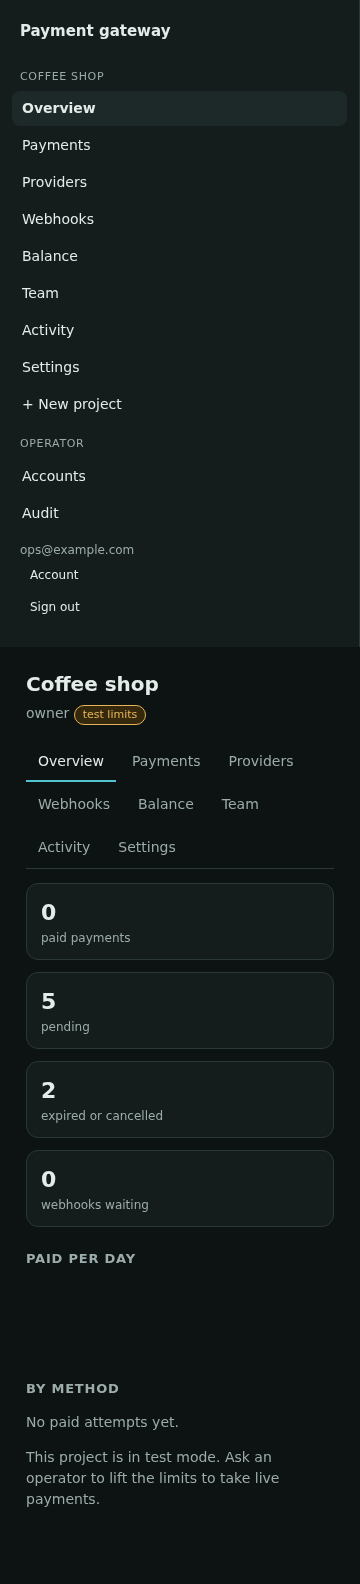 Payment gateway
COFFEE SHOP
Overview
Payments
Providers
Webhooks
Balance
Team
Activity
Settings
+ New project
OPERATOR
Accounts
Audit
ops@example.com
Account
Sign out
Coffee shop
owner test limits
Overview Payments Providers
Webhooks Balance Team
Activity Settings
0
paid payments
5
pending
2
expired or cancelled
0
webhooks waiting
PAID PER DAY
BY METHOD
No paid attempts yet.
This project is in test mode. Ask an
operator to lift the limits to take live
payments.